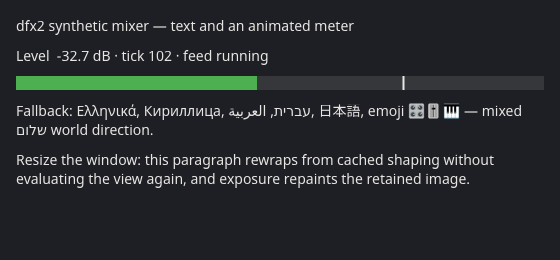 dfx2 synthetic mixer — text and an animated meter
Level -32.7 dB · tick 102 · feed running
Fallback: Ελληνικά, Кириллица, עברית, العربية, 日本語, emoji 🎛️🎚️🎹 — mixed
שלום world direction.
Resize the window: this paragraph rewraps from cached shaping without
evaluating the view again, and exposure repaints the retained image.